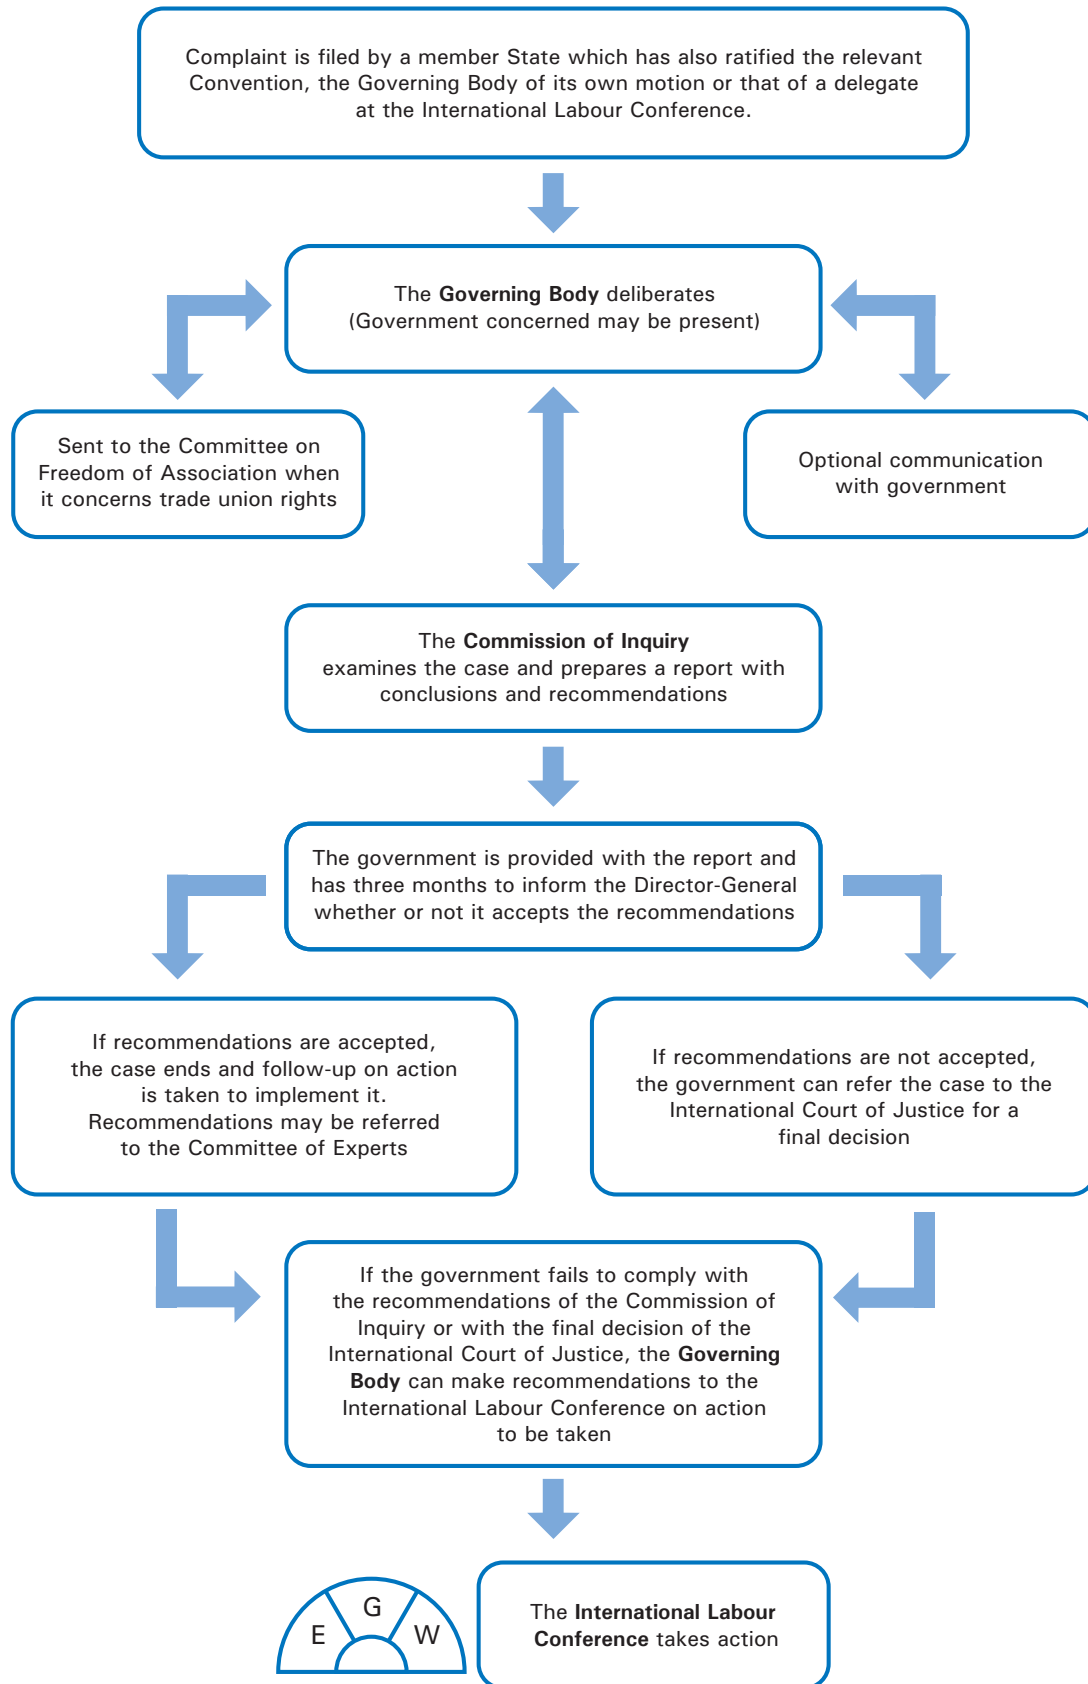 Complaint is filed by a member State which has also ratified the relevant
Convention, the Governing Body of its own motion or that of a delegate
at the International Labour Conference.
The Governing Body deliberates
(Government concerned may be present)
Sent to the Committee on
Freedom of Association when
it concerns trade union rights
Optional communication
with government
The Commission of Inquiry
examines the case and prepares a report with
conclusions and recommendations
The government is provided with the report and
has three months to inform the Director-General
whether or not it accepts the recommendations
If recommendations are accepted,
the case ends and follow-up on action
is taken to implement it.
Recommendations may be referred
to the Committee of Experts
If recommendations are not accepted,
the government can refer the case to the
International Court of Justice for a
final decision
If the government fails to comply with
the recommendations of the Commission of
Inquiry or with the final decision of the
International Court of Justice, the Governing
Body can make recommendations to the
International Labour Conference on action
to be taken
E G W
The International Labour
Conference takes action